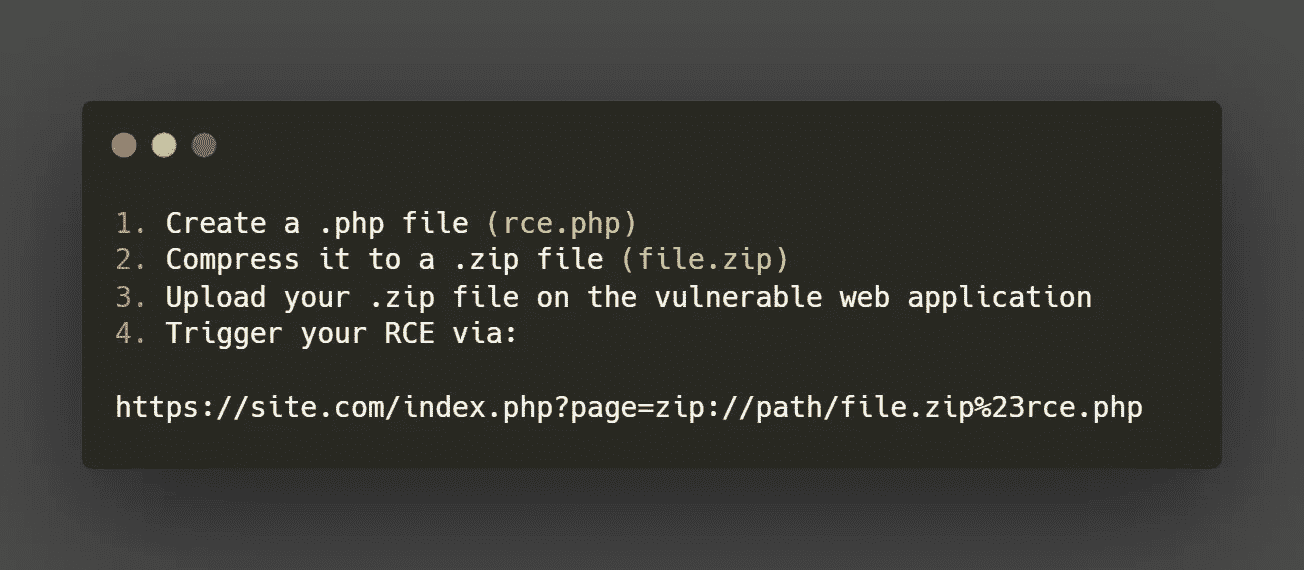 1. Create a .php file (rce.php)
2. Compress it to a .zip file (file.zip)
3. Upload your .zip file on the vulnerable web application
4. Trigger your RCE via:
https://site.com/index.php?page=zip://path/file.zip%23rce.php